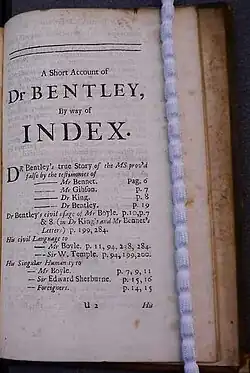 A Short Account of
Dr BENTLEY,
By way of
INDEX.
DR Bentley's true Story of the MS. prov'd
false by the testimonies of
— Mr Bennet. Pag. 6
— Mr Gibson. p. 7
— Dr King. p. 8
— Dr Bentley. p. 19
Dr Bentley's civil usage of Mr Boyle. p. 10, p. 7
& 8. (in Dr King's and Mr Bennet's
Letters) p. 199, 284.
His civil Language to
— Mr Boyle. p. 11, 94, 248, 284.
— Sir W. Temple. p. 94, 199, 200.
His Singular Humanity to
— Mr Boyle. p. 7, 9, 11
— Sir Edward Sherburne. p. 15, 16
— Foreigners. p. 14, 15
U 2 His